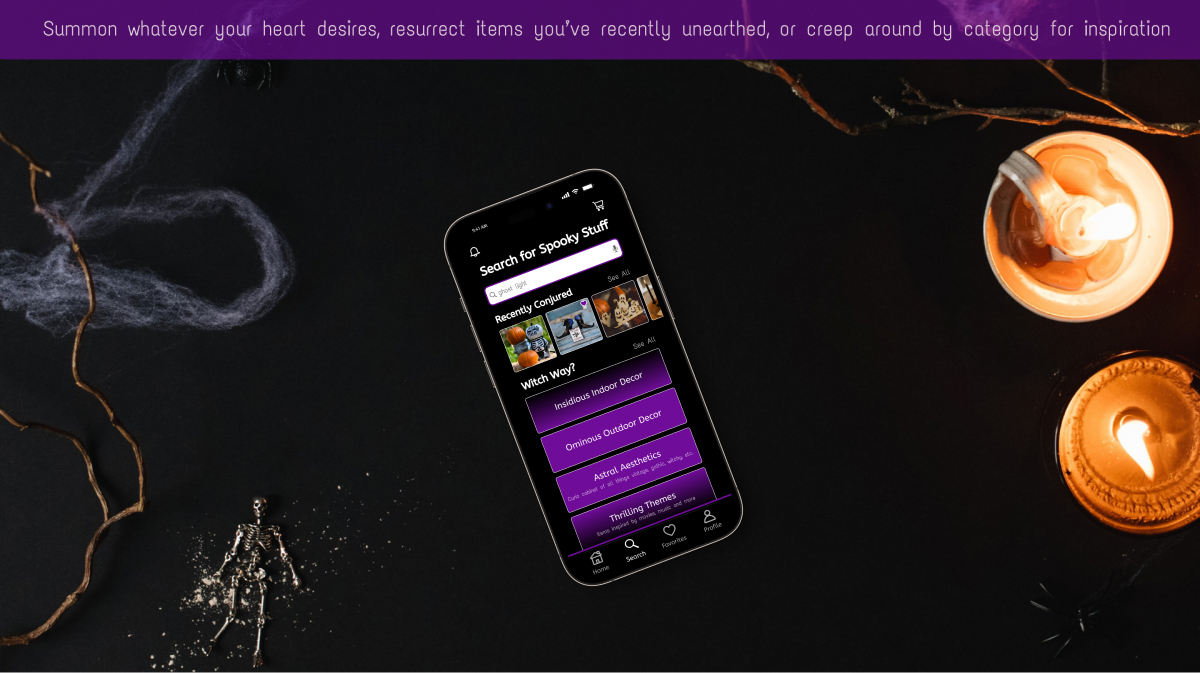 Summon whatever your heart desires, resurrect items you've recently unearthed, or creep around by category for inspiration
9:41 AM
Search for Spooky Stuff
ghost light
Recently Conjured
See All
Witch Way?
See All
Insidious Indoor Decor
Ominous Outdoor Decor
Astral Aesthetics
Curio cabinet of all things vintage, gothic, witchy, etc.
Thrilling Themes
Items inspired by movies, music and more
Home
Search
Favorites
Profile